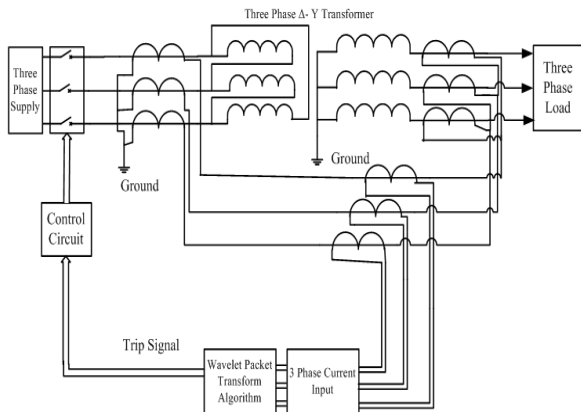 Three Phase Δ- Y Transformer
Three
Phase
Supply
Three
Phase
Load
Ground
Ground
Control
Circuit
Trip Signal
Wavelet Packet
Transform
Algorithm
3 Phase Current
Input